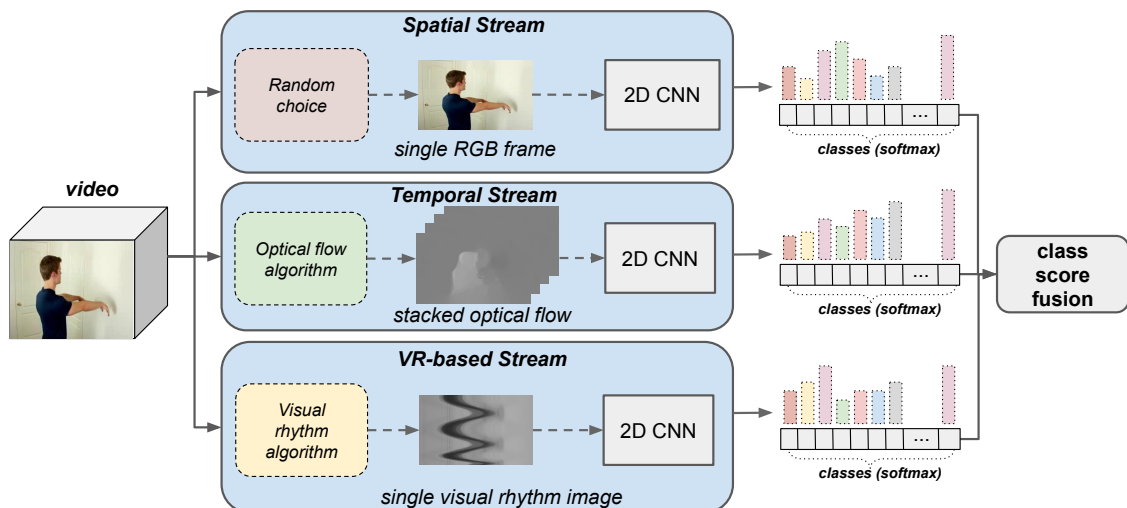 Spatial Stream
Random
choice
2D CNN
single RGB frame
...
classes (softmax)
video
Temporal Stream
Optical flow
algorithm
2D CNN
stacked optical flow
...
classes (softmax)
class
score
fusion
VR-based Stream
Visual
rhythm
algorithm
2D CNN
single visual rhythm image
...
classes (softmax)